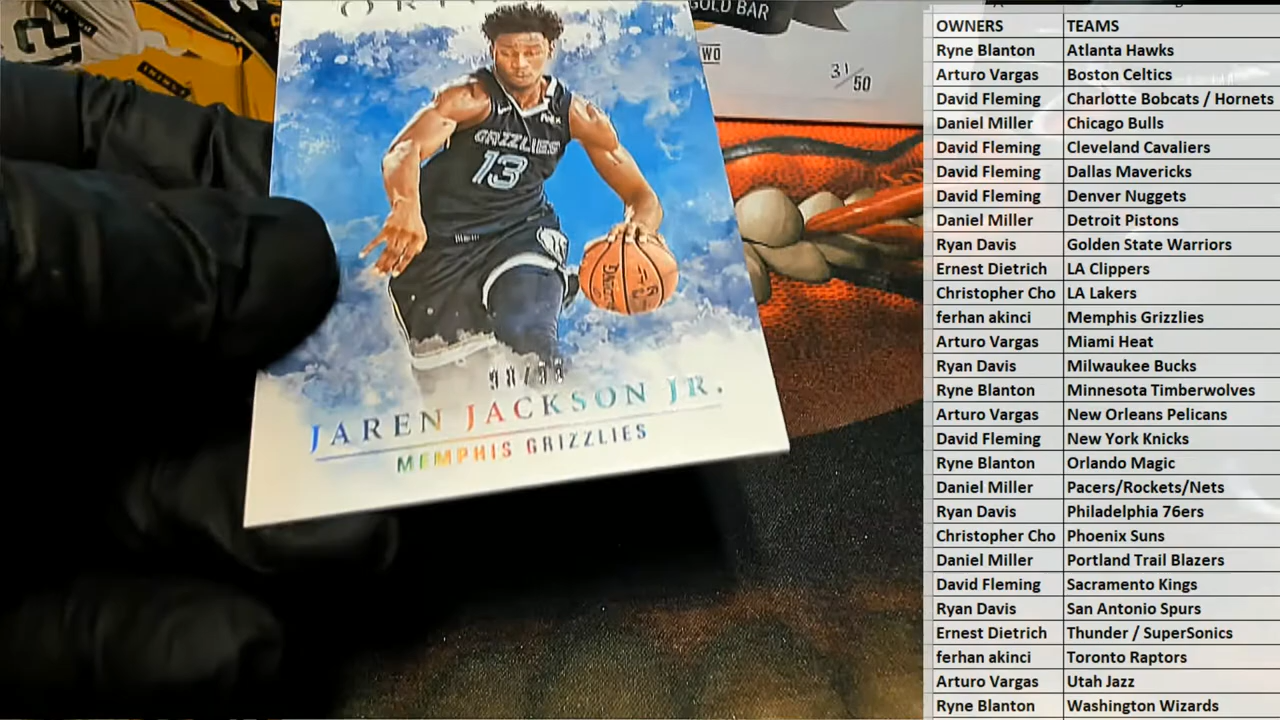 GOLD BAR
TWO
31/50
GRIZZLIES
13
JAREN JACKSON JR.
MEMPHIS GRIZZLIES
OWNERS TEAMS
Ryne Blanton Atlanta Hawks
Arturo Vargas Boston Celtics
David Fleming Charlotte Bobcats / Hornets
Daniel Miller Chicago Bulls
David Fleming Cleveland Cavaliers
David Fleming Dallas Mavericks
David Fleming Denver Nuggets
Daniel Miller Detroit Pistons
Ryan Davis Golden State Warriors
Ernest Dietrich LA Clippers
Christopher Cho LA Lakers
ferhan akinci Memphis Grizzlies
Arturo Vargas Miami Heat
Ryan Davis Milwaukee Bucks
Ryne Blanton Minnesota Timberwolves
Arturo Vargas New Orleans Pelicans
David Fleming New York Knicks
Ryne Blanton Orlando Magic
Daniel Miller Pacers/Rockets/Nets
Ryan Davis Philadelphia 76ers
Christopher Cho Phoenix Suns
Daniel Miller Portland Trail Blazers
David Fleming Sacramento Kings
Ryan Davis San Antonio Spurs
Ernest Dietrich Thunder / SuperSonics
ferhan akinci Toronto Raptors
Arturo Vargas Utah Jazz
Ryne Blanton Washington Wizards